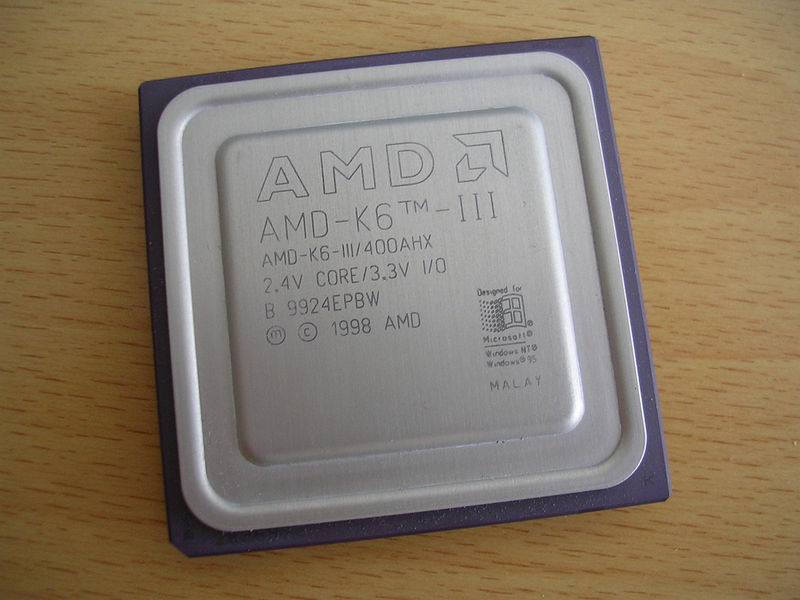 AMD
AMD-K6™-III
AMD-K6-III/400AHX
2.4V CORE/3.3V I/O
B 9924EPBW
ⓜ © 1998 AMD
Designed for
Microsoft®
Windows NT®
Windows®95
MALAY
K